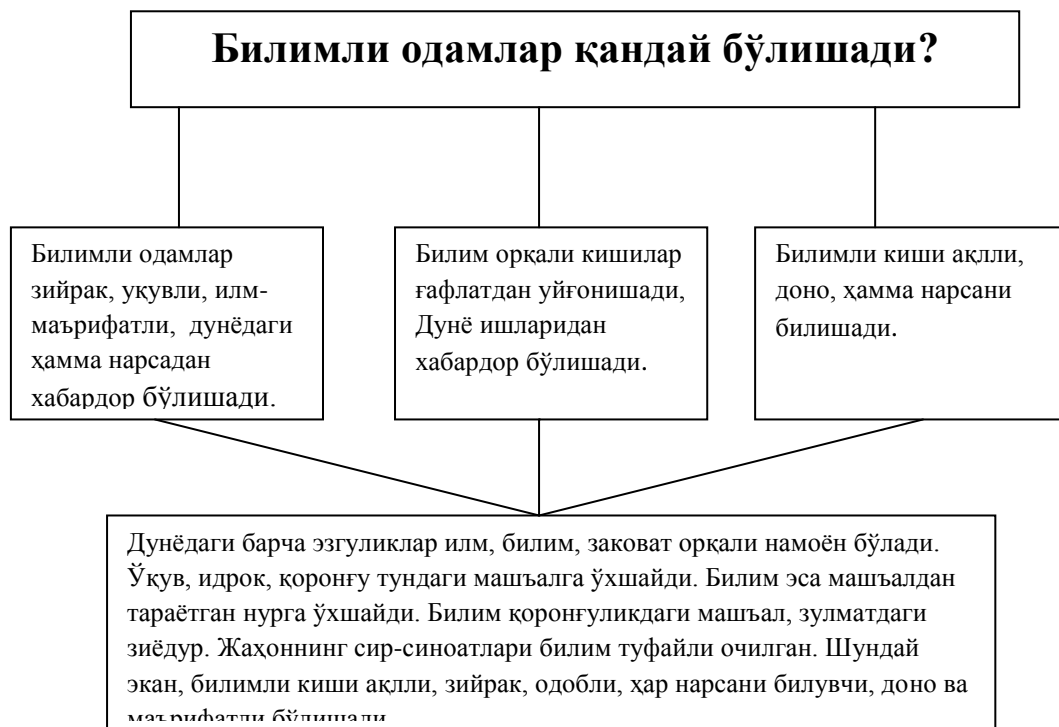 Билимли одамлар қандай бўлишади?
Билимли одамлар
зийрак, уқувли, илм-
маърифатли, дунёдаги
ҳамма нарсадан
хабардор бўлишади.
Билим орқали кишилар
ғафлатдан уйғонишади,
Дунё ишларидан
хабардор бўлишади.
Билимли киши ақлли,
доно, ҳамма нарсани
билишади.
Дунёдаги барча эзгуликлар илм, билим, заковат орқали намоён бўлади.
Ўқув, идрок, қоронғу тундаги машъалга ўхшайди. Билим эса машъалдан
тараётган нурга ўхшайди. Билим қоронғуликдаги машъал, зулматдаги
зиёдур. Жаҳоннинг сир-синоатлари билим туфайли очилган. Шундай
экан, билимли киши ақлли, зийрак, одобли, ҳар нарсани билувчи, доно ва
маърифатли бўлишади